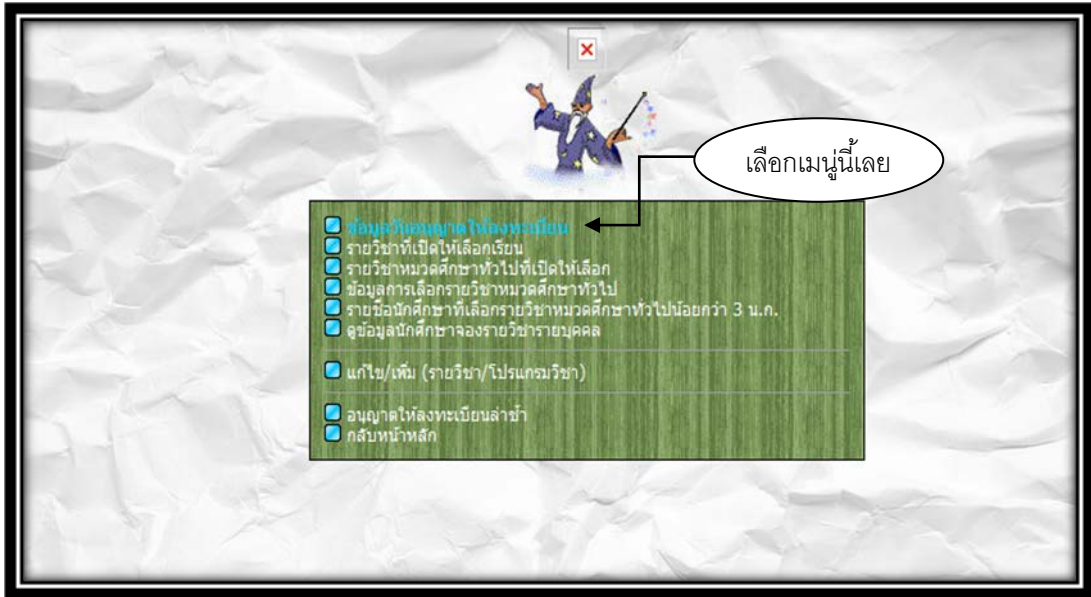 เลือกเมนู่นี้เลย
ข้อมูลวันอนุญาตให้ลงทะเบียน
รายวิชาที่เปิดให้เลือกเรียน
รายวิชาหมวดศึกษาทั่วไปที่เปิดให้เลือก
ข้อมูลการเลือกรายวิชาหมวดศึกษาทั่วไป
รายชื่อนักศึกษาที่เลือกรายวิชาหมวดศึกษาทั่วไปน้อยกว่า 3 น.ก.
ดูข้อมูลนักศึกษาจองรายวิชารายบุคคล
แก้ไข/เพิ่ม (รายวิชา/โปรแกรมวิชา)
อนุญาตให้ลงทะเบียนล่าช้า
กลับหน้าหลัก